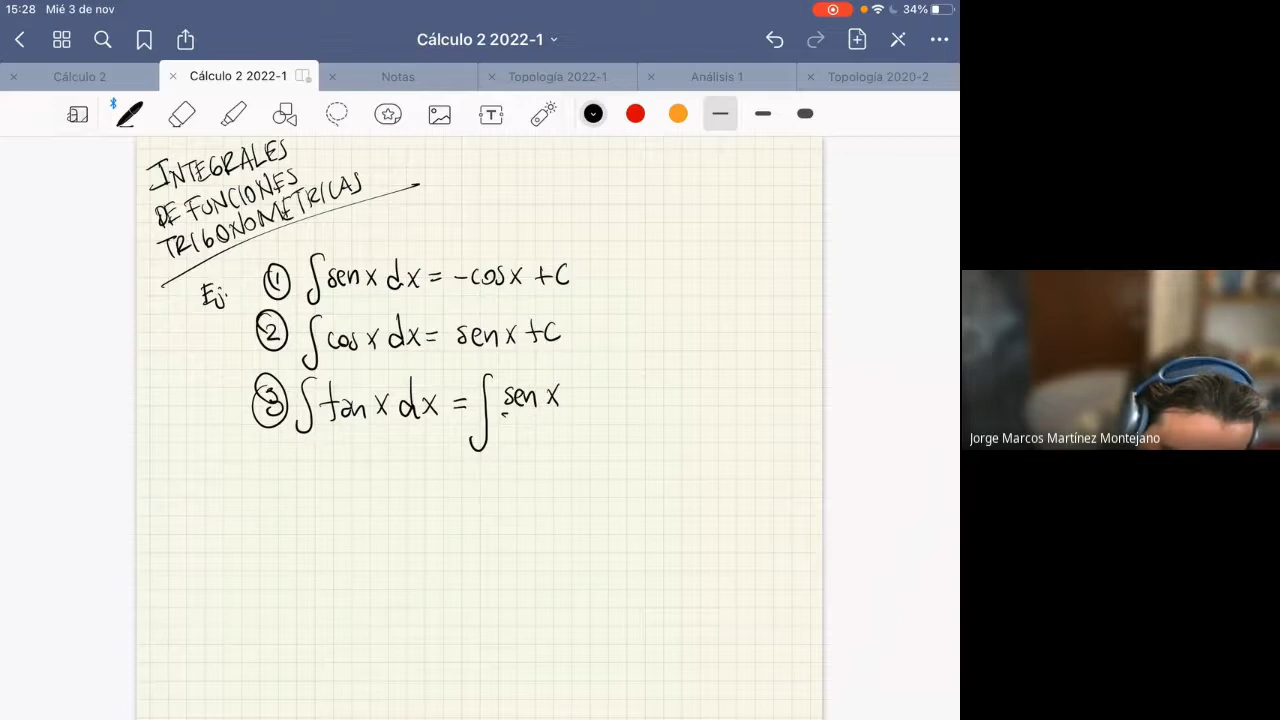 15:28 Mié 3 de nov
34%
Cálculo 2 2022-1
Cálculo 2
Cálculo 2 2022-1
Notas
Topología 2022-1
Análisis 1
Topología 2020-2
T
INTEGRALES
DE FUNCIONES
TRIGONOMÉTRICAS
Ej: ① ∫sen x dx = -cos x + C
② ∫cos x dx = sen x + C
③ ∫tan x dx = ∫ sen x
Jorge Marcos Martínez Montejano